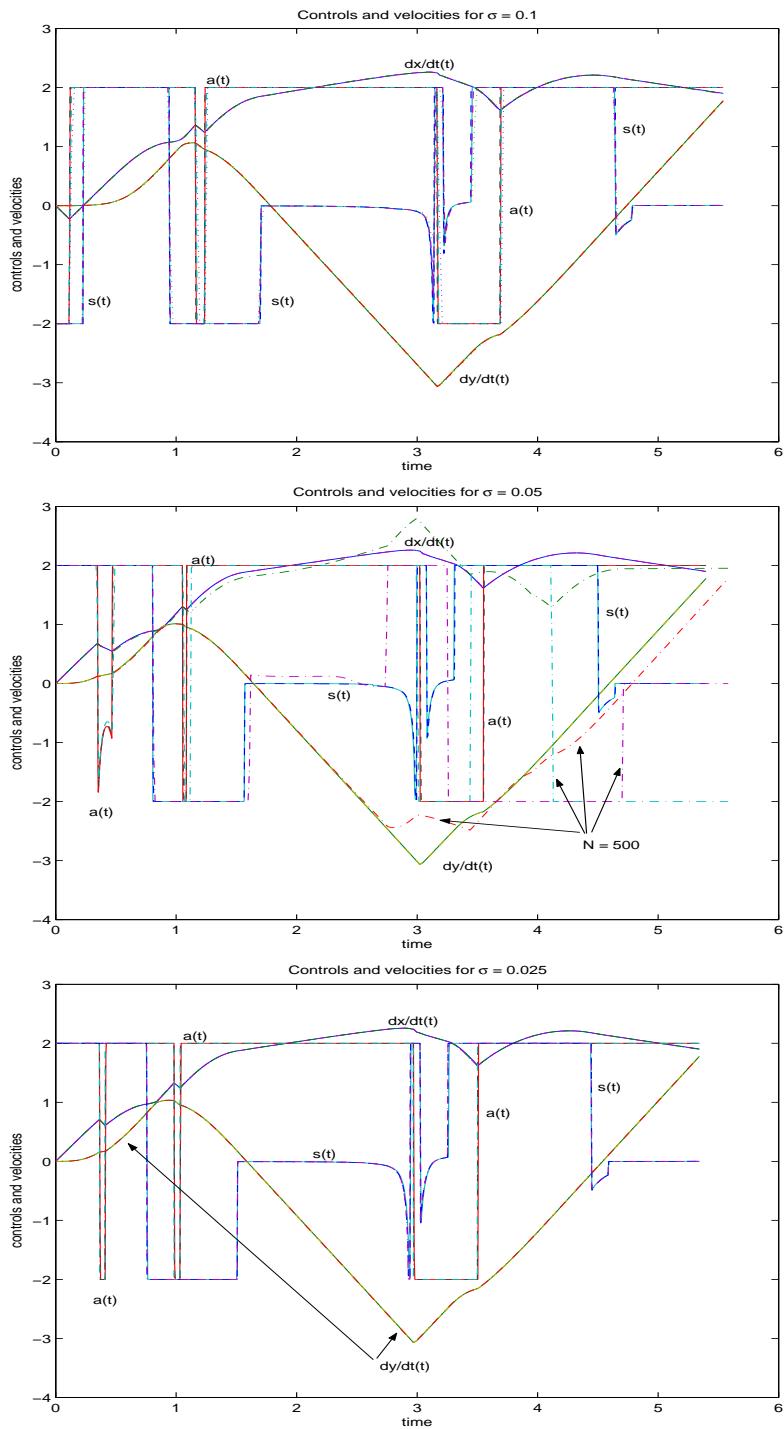 Controls and velocities for σ = 0.1
3
2
1
0
−1
−2
−3
−4
controls and velocities
a(t)
dx/dt(t)
s(t)
a(t)
s(t)
s(t)
dy/dt(t)
0 1 2 3 4 5 6
time
Controls and velocities for σ = 0.05
3
2
1
0
−1
−2
−3
−4
controls and velocities
a(t)
dx/dt(t)
s(t)
s(t)
a(t)
a(t)
N = 500
dy/dt(t)
0 1 2 3 4 5 6
time
Controls and velocities for σ = 0.025
3
2
1
0
−1
−2
−3
−4
controls and velocities
dx/dt(t)
a(t)
s(t)
s(t)
a(t)
a(t)
dy/dt(t)
0 1 2 3 4 5 6
time